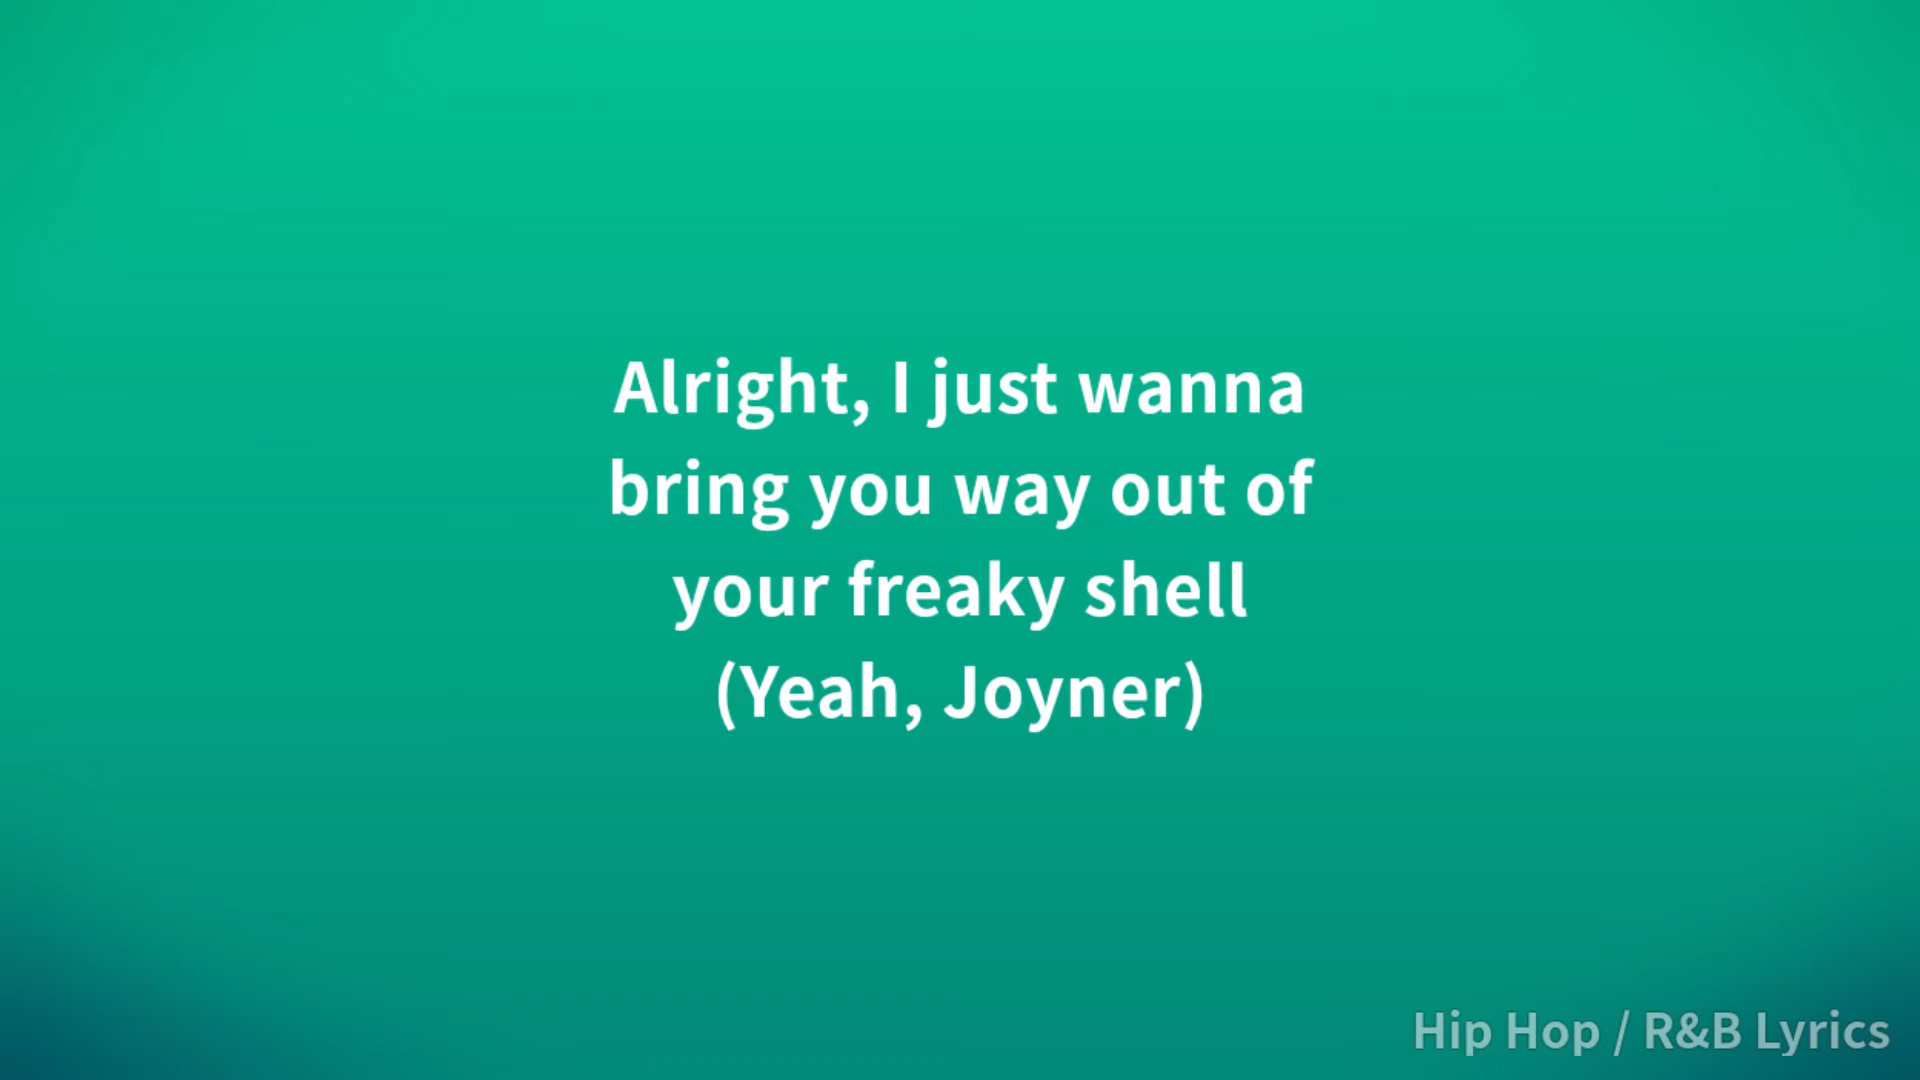 Alright, I just wanna
bring you way out of
your freaky shell
(Yeah, Joyner)
Hip Hop / R&B Lyrics